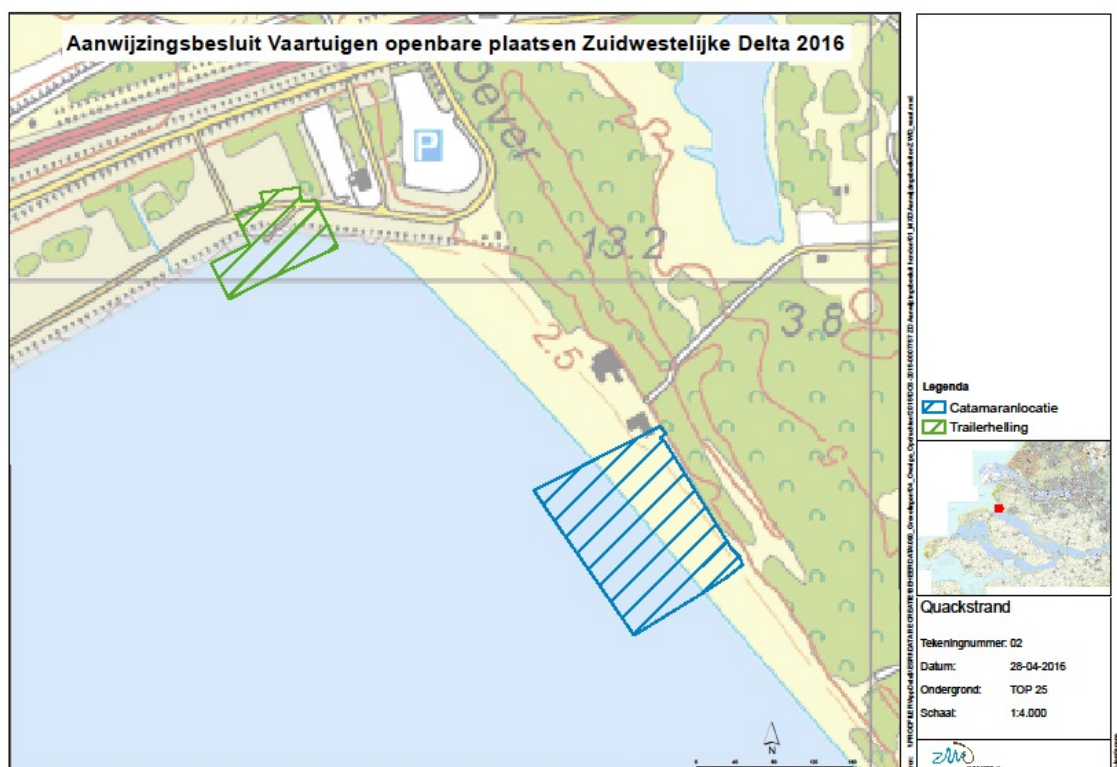 Aanwijzingsbesluit Vaartuigen openbare plaatsen Zuidwestelijke Delta 2016
Oever
P
13.2
3.8
2.5
5
Legenda
Catamaranlocatie
Trailerhelling
Quackstrand
Tekeningnummer: 02
Datum: 28-04-2016
Ondergrond: TOP 25
Schaal: 1:4.000
N